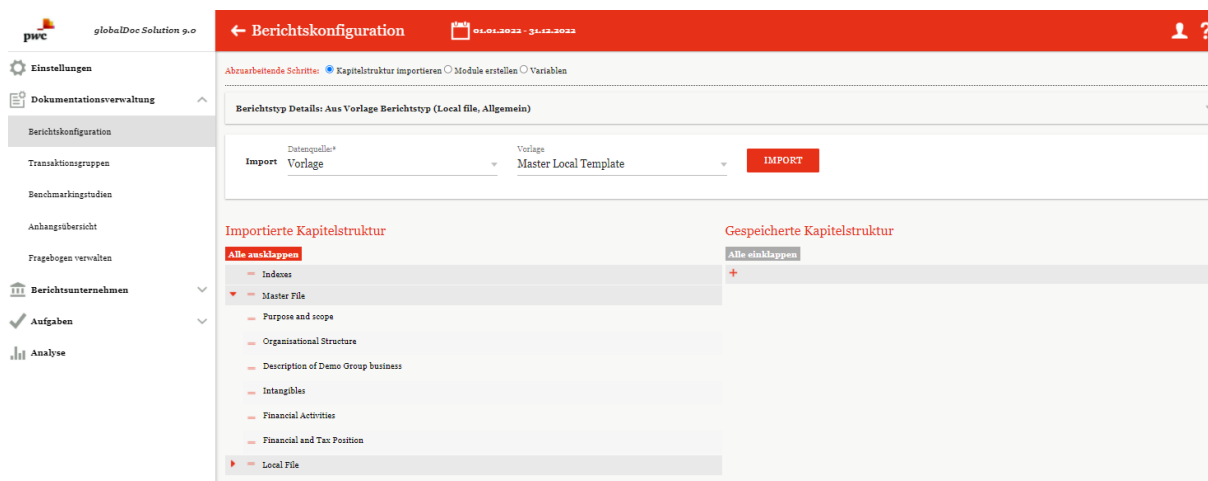 pwc globalDoc Solution 9.0
Berichtskonfiguration 01.01.2022 - 31.12.2022 ?
Einstellungen
Dokumentationsverwaltung
Berichtskonfiguration
Transaktionsgruppen
Benchmarkingstudien
Anhangsübersicht
Fragebogen verwalten
Berichtsunternehmen
Aufgaben
Analyse
Abzuarbeitende Schritte: Kapitelstruktur importieren Module erstellen Variablen
Berichtstyp Details: Aus Vorlage Berichtstyp (Local file, Allgemein)
Datenquelle:* Vorlage
Import Vorlage Master Local Template IMPORT
Importierte Kapitelstruktur
Alle ausklappen
Indexes
Master File
Purpose and scope
Organisational Structure
Description of Demo Group business
Intangibles
Financial Activities
Financial and Tax Position
Local File
Gespeicherte Kapitelstruktur
Alle einklappen
+